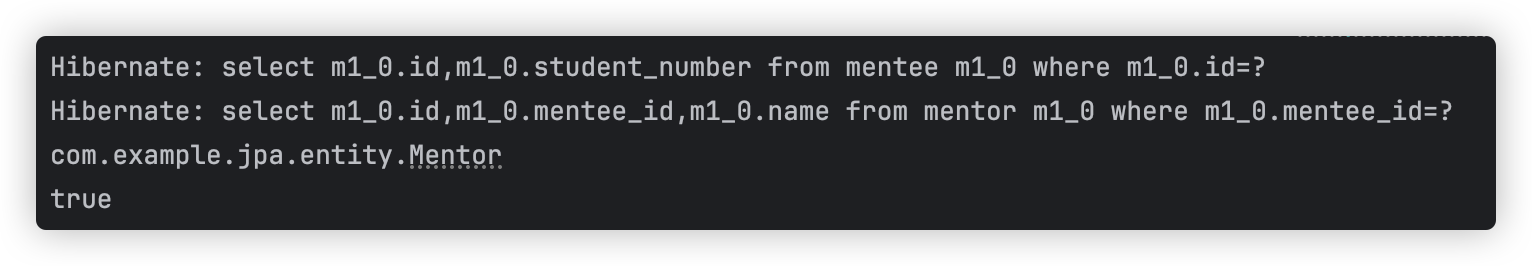 Hibernate: select m1_0.id,m1_0.student_number from mentee m1_0 where m1_0.id=?
Hibernate: select m1_0.id,m1_0.mentee_id,m1_0.name from mentor m1_0 where m1_0.mentee_id=?
com.example.jpa.entity.Mentor
true